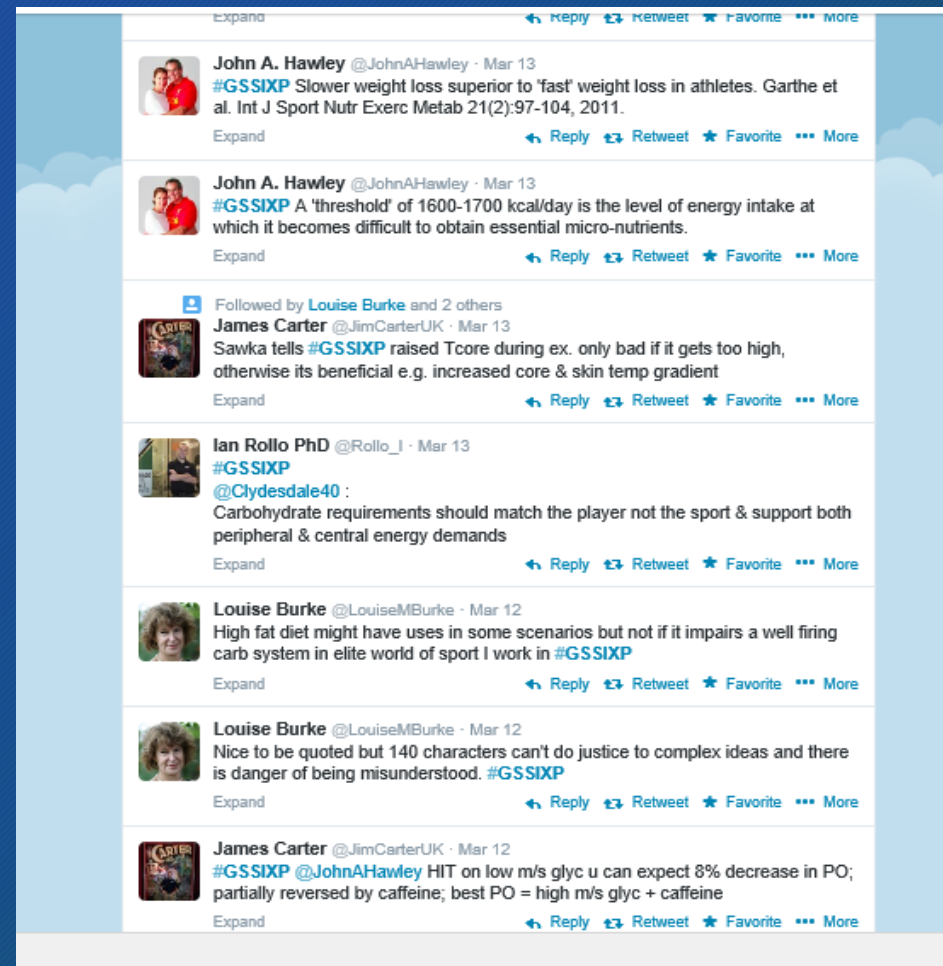 Expand Reply Retweet Favorite More
John A. Hawley @JohnAHawley · Mar 13
#GSSIXP Slower weight loss superior to 'fast' weight loss in athletes. Garthe et
al. Int J Sport Nutr Exerc Metab 21(2):97-104, 2011.
Expand Reply Retweet Favorite More
John A. Hawley @JohnAHawley · Mar 13
#GSSIXP A 'threshold' of 1600-1700 kcal/day is the level of energy intake at
which it becomes difficult to obtain essential micro-nutrients.
Expand Reply Retweet Favorite More
Followed by Louise Burke and 2 others
James Carter @JimCarterUK · Mar 13
Sawka tells #GSSIXP raised Tcore during ex. only bad if it gets too high,
otherwise its beneficial e.g. increased core & skin temp gradient
Expand Reply Retweet Favorite More
Ian Rollo PhD @Rollo_I · Mar 13
#GSSIXP
@Clydesdale40 :
Carbohydrate requirements should match the player not the sport & support both
peripheral & central energy demands
Expand Reply Retweet Favorite More
Louise Burke @LouiseMBurke · Mar 12
High fat diet might have uses in some scenarios but not if it impairs a well firing
carb system in elite world of sport I work in #GSSIXP
Expand Reply Retweet Favorite More
Louise Burke @LouiseMBurke · Mar 12
Nice to be quoted but 140 characters can't do justice to complex ideas and there
is danger of being misunderstood. #GSSIXP
Expand Reply Retweet Favorite More
CARTER
James Carter @JimCarterUK · Mar 12
#GSSIXP @JohnAHawley HIT on low m/s glyc u can expect 8% decrease in PO;
partially reversed by caffeine; best PO = high m/s glyc + caffeine
Expand Reply Retweet Favorite More